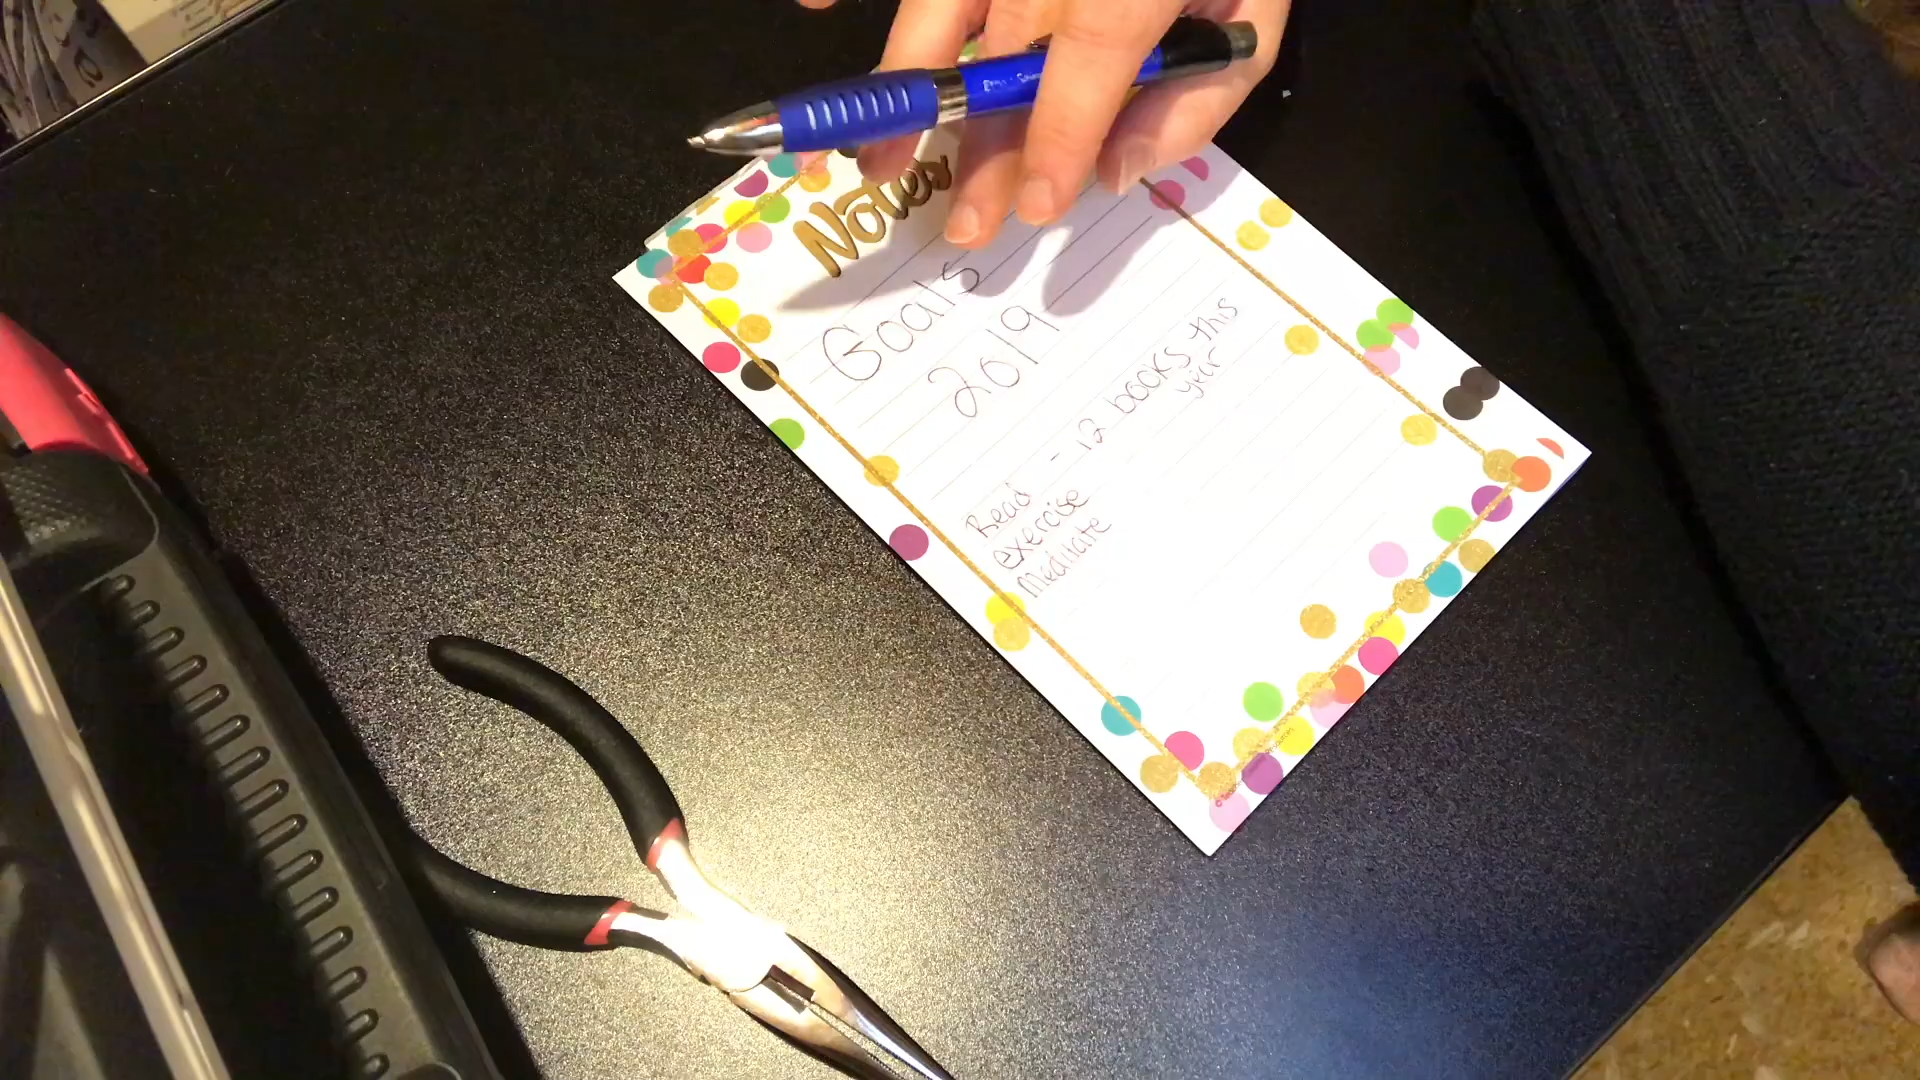 Notes
Goals
2019
Read - 12 books this
year
exercise
Meditate